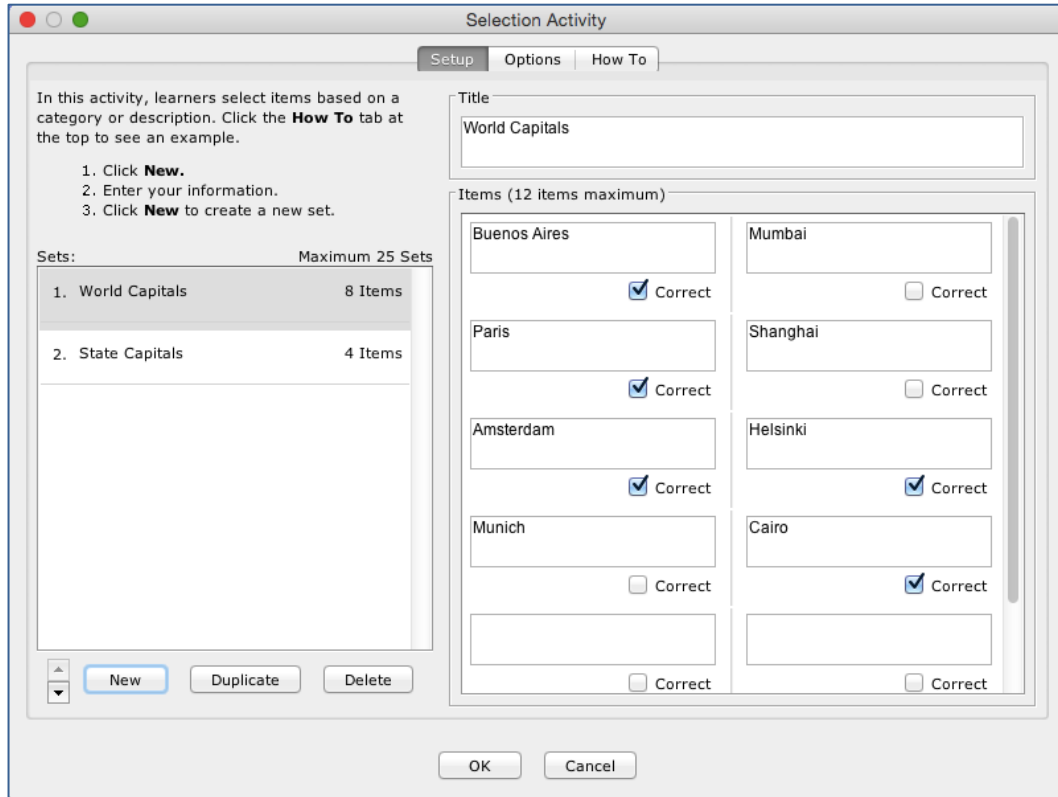 Selection Activity
Setup Options How To
In this activity, learners select items based on a
category or description. Click the How To tab at
the top to see an example.
1. Click New.
2. Enter your information.
3. Click New to create a new set.
Sets: Maximum 25 Sets
1. World Capitals 8 Items
2. State Capitals 4 Items
New Duplicate Delete
Title
World Capitals
Items (12 items maximum)
Buenos Aires Mumbai
Correct Correct
Paris Shanghai
Correct Correct
Amsterdam Helsinki
Correct Correct
Munich Cairo
Correct Correct
Correct Correct
OK Cancel